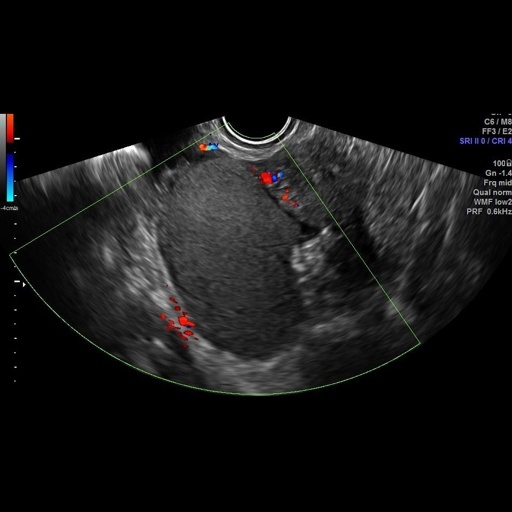 C6 / M8
FF3 / E2
SRI II 0 / CRI 4
100
Gn -1.4
Frq mid
Qual norm
WMF low2
PRF 0.6kHz
-4cm/s